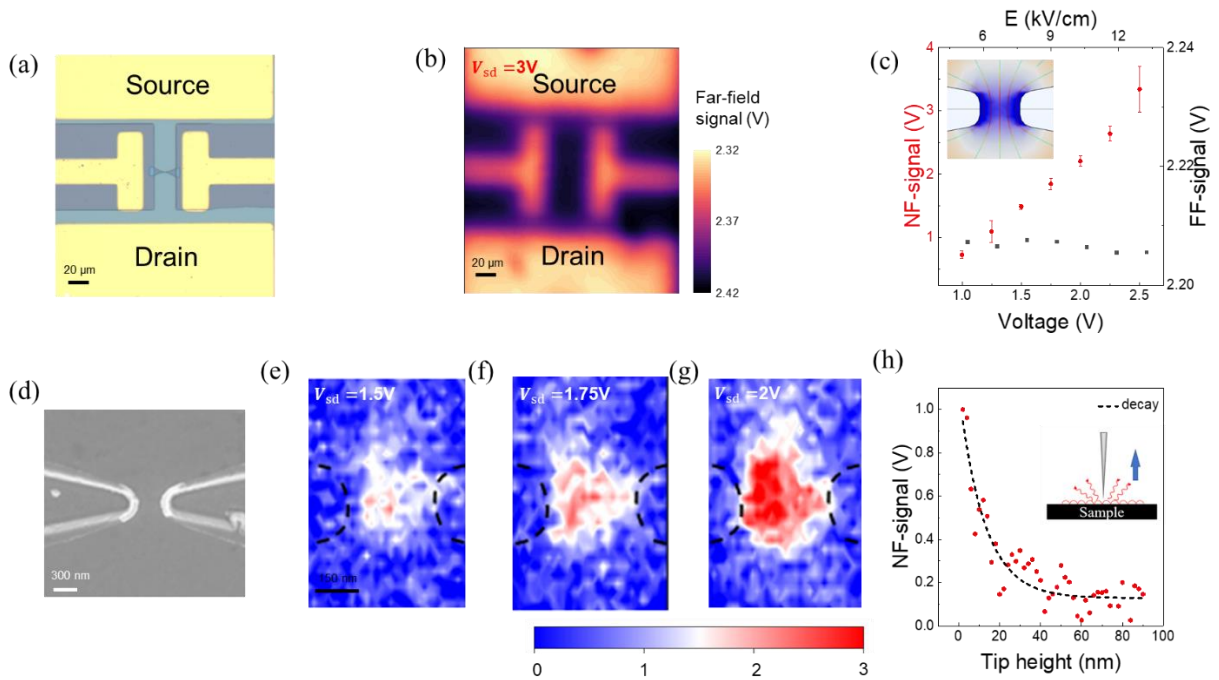 (a)
Source
Drain
20 µm
(b)
Vsd =3V
Source
Drain
20 µm
Far-field
signal (V)
2.32
2.37
2.42
(c)
E (kV/cm)
6 9 12
4
3
2
1
NF-signal (V)
2.24
2.22
2.20
FF-signal (V)
1.0 1.5 2.0 2.5
Voltage (V)
(d)
300 nm
(e)
Vsd =1.5V
150 nm
(f)
Vsd =1.75V
(g)
Vsd =2V
0 1 2 3
(h)
1.0
0.8
0.6
0.4
0.2
0.0
NF-signal (V)
decay
Sample
0 20 40 60 80 100
Tip height (nm)